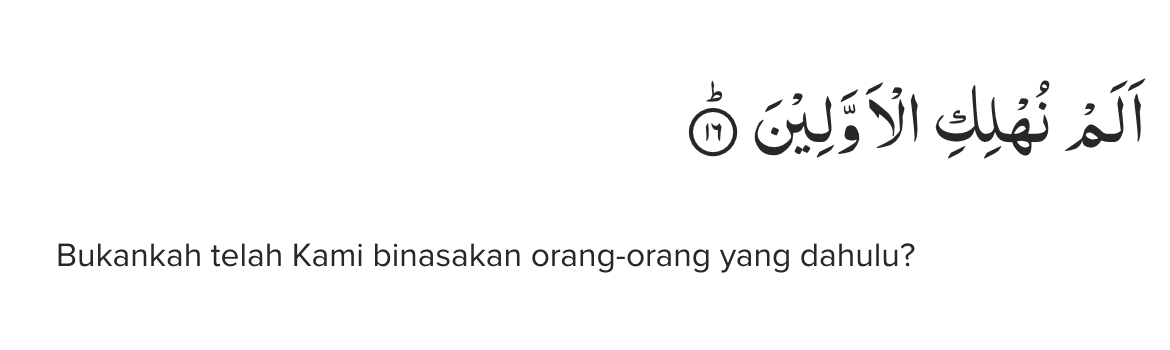 اَلَمْ نُهْلِكِ الْاَوَّلِيْنَ ۗ ١٦
Bukankah telah Kami binasakan orang-orang yang dahulu?